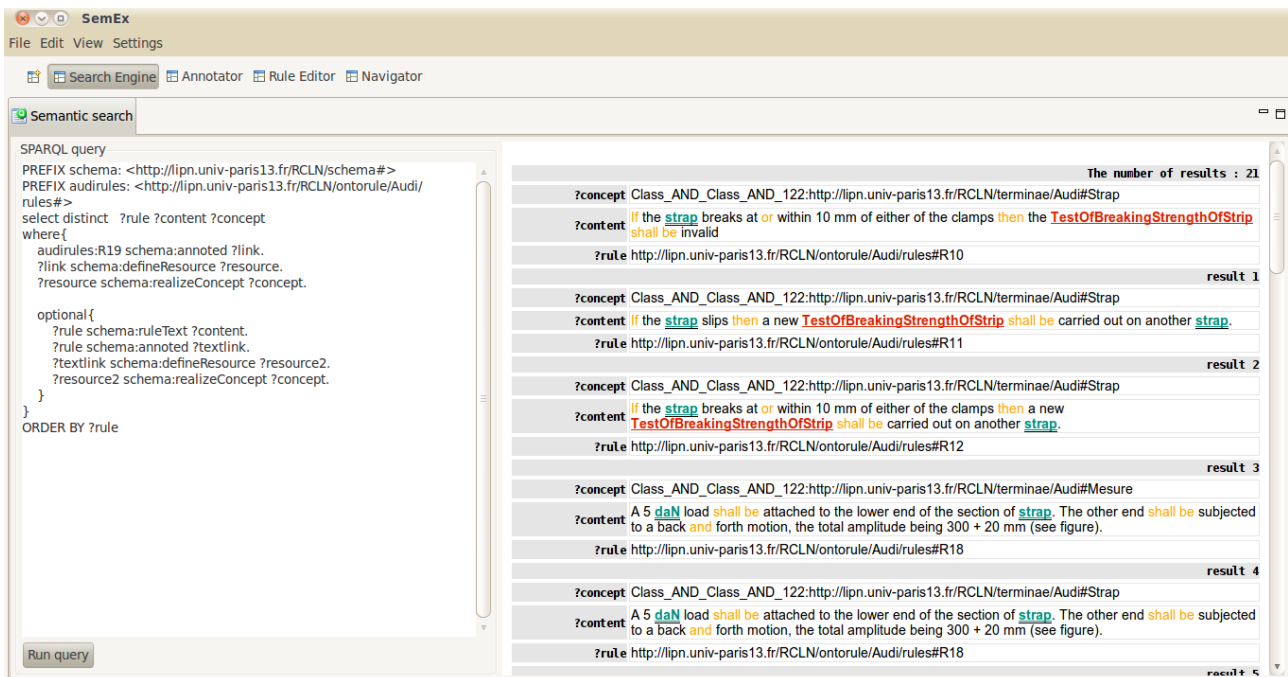 SemEx
File Edit View Settings
Search Engine Annotator Rule Editor Navigator
Semantic search
SPARQL query
PREFIX schema: <http://lipn.univ-paris13.fr/RCLN/schema#>
PREFIX audirules: <http://lipn.univ-paris13.fr/RCLN/ontorule/Audi/
rules#>
select distinct ?rule ?content ?concept
where{
audirules:R19 schema:annoted ?link.
?link schema:defineResource ?resource.
?resource schema:realizeConcept ?concept.
optional{
?rule schema:ruleText ?content.
?rule schema:annoted ?textlink.
?textlink schema:defineResource ?resource2.
?resource2 schema:realizeConcept ?concept.
}
}
ORDER BY ?rule
Run query
The number of results : 21
?concept Class_AND_Class_AND_122:http://lipn.univ-paris13.fr/RCLN/terminae/Audi#Strap
?content If the strap breaks at or within 10 mm of either of the clamps then the TestOfBreakingStrengthOfStrip
shall be invalid
?rule http://lipn.univ-paris13.fr/RCLN/ontorule/Audi/rules#R10
result 1
?concept Class_AND_Class_AND_122:http://lipn.univ-paris13.fr/RCLN/terminae/Audi#Strap
?content If the strap slips then a new TestOfBreakingStrengthOfStrip shall be carried out on another strap.
?rule http://lipn.univ-paris13.fr/RCLN/ontorule/Audi/rules#R11
result 2
?concept Class_AND_Class_AND_122:http://lipn.univ-paris13.fr/RCLN/terminae/Audi#Strap
?content If the strap breaks at or within 10 mm of either of the clamps then a new
TestOfBreakingStrengthOfStrip shall be carried out on another strap.
?rule http://lipn.univ-paris13.fr/RCLN/ontorule/Audi/rules#R12
result 3
?concept Class_AND_Class_AND_122:http://lipn.univ-paris13.fr/RCLN/terminae/Audi#Mesure
?content A 5 daN load shall be attached to the lower end of the section of strap. The other end shall be subjected
to a back and forth motion, the total amplitude being 300 + 20 mm (see figure).
?rule http://lipn.univ-paris13.fr/RCLN/ontorule/Audi/rules#R18
result 4
?concept Class_AND_Class_AND_122:http://lipn.univ-paris13.fr/RCLN/terminae/Audi#Strap
?content A 5 daN load shall be attached to the lower end of the section of strap. The other end shall be subjected
to a back and forth motion, the total amplitude being 300 + 20 mm (see figure).
?rule http://lipn.univ-paris13.fr/RCLN/ontorule/Audi/rules#R18
result 5